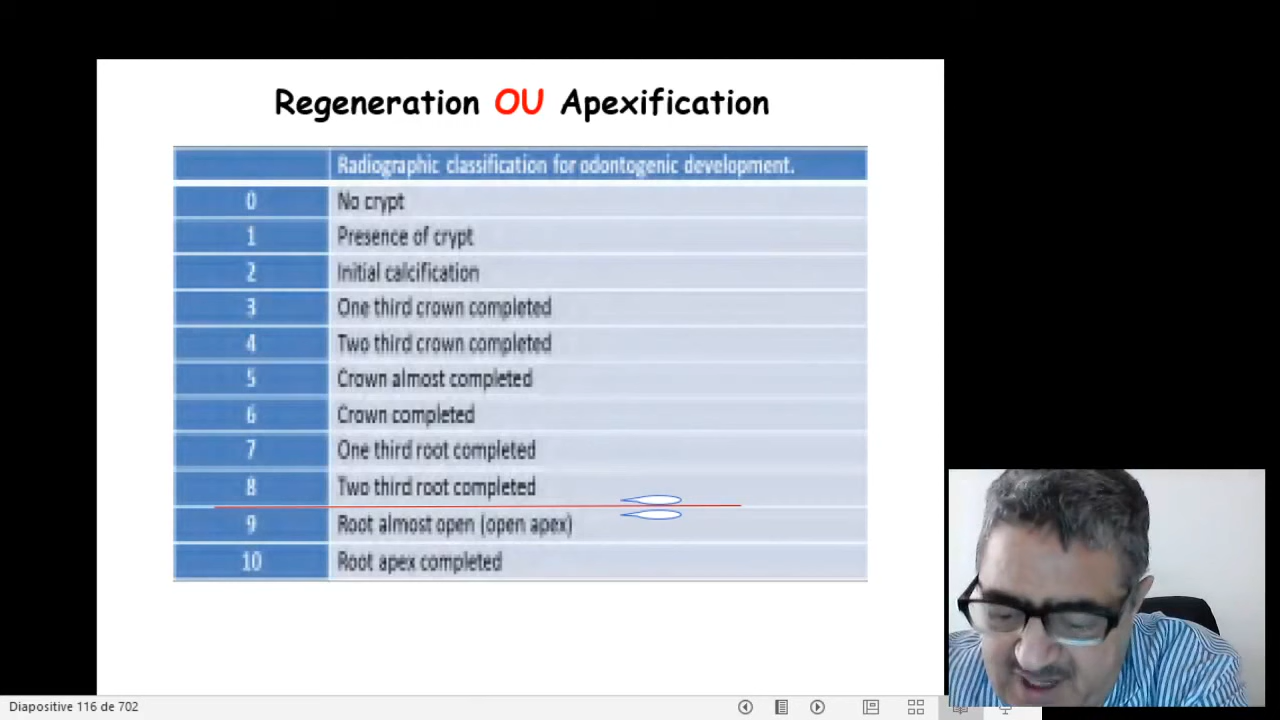 Regeneration OU Apexification
Radiographic classification for odontogenic development.
0 No crypt
1 Presence of crypt
2 Initial calcification
3 One third crown completed
4 Two third crown completed
5 Crown almost completed
6 Crown completed
7 One third root completed
8 Two third root completed
9 Root almost open (open apex)
10 Root apex completed
Diapositive 116 de 702